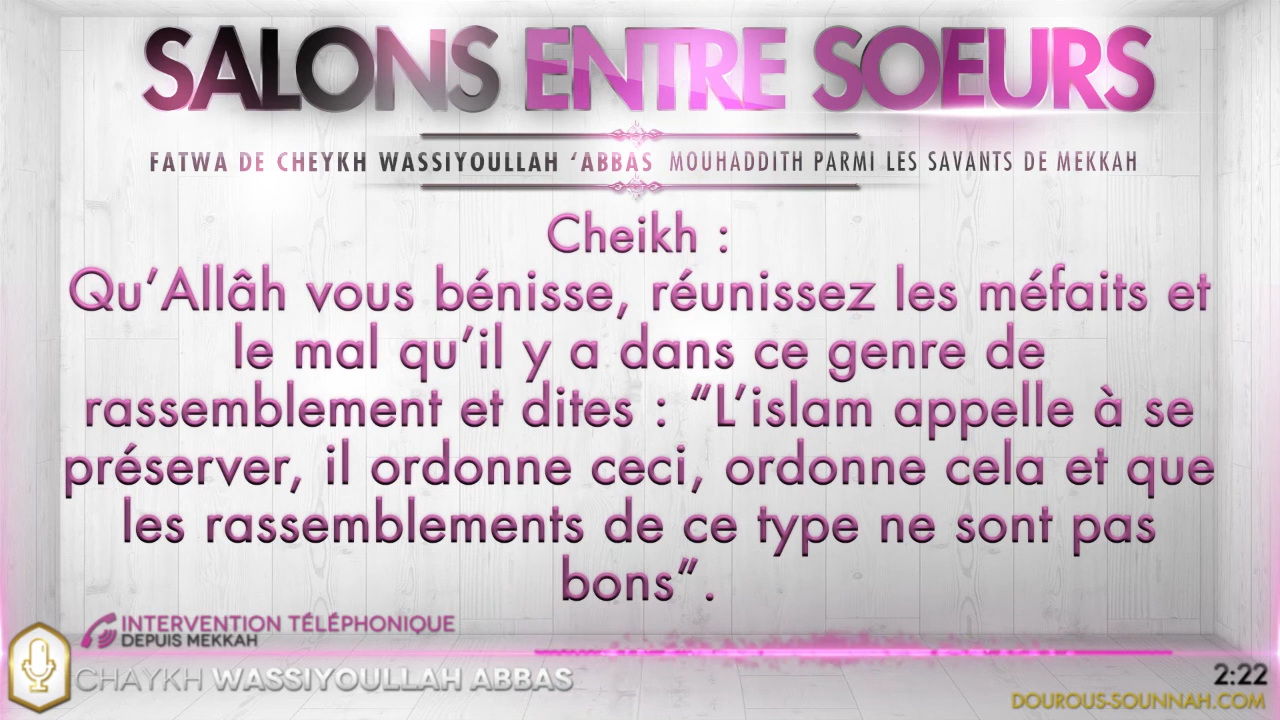 SALONS ENTRE SOEURS
FATWA DE CHEYKH WASSIYOULLAH ‘ABBAS MOUHADDITH PARMI LES SAVANTS DE MEKKAH
Cheikh :
Qu’Allâh vous bénisse, réunissez les méfaits et
le mal qu’il y a dans ce genre de
rassemblement et dites : “L’islam appelle à se
préserver, il ordonne ceci, ordonne cela et que
les rassemblements de ce type ne sont pas
bons”.
INTERVENTION TÉLÉPHONIQUE
DEPUIS MEKKAH
CHAYKH WASSIYOULLAH ABBAS
2:22
DOUROUS-SOUNNAH.COM